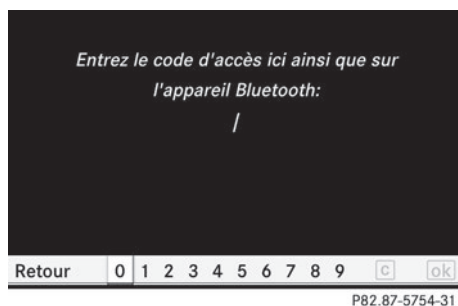 Entrez le code d'accès ici ainsi que sur
l'appareil Bluetooth:
/
Retour 0 1 2 3 4 5 6 7 8 9 c ok
P82.87-5754-31